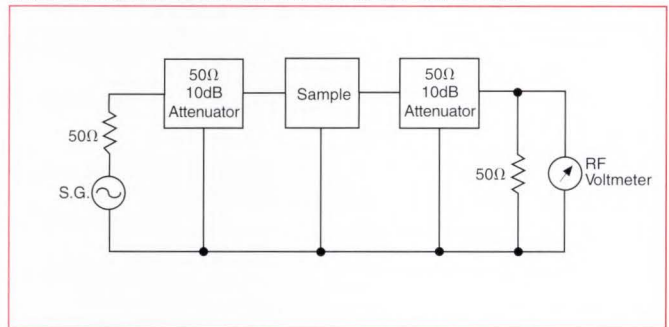 50Ω
10dB
Attenuator
Sample
50Ω
10dB
Attenuator
50Ω
S.G.
50Ω
RF
Voltmeter